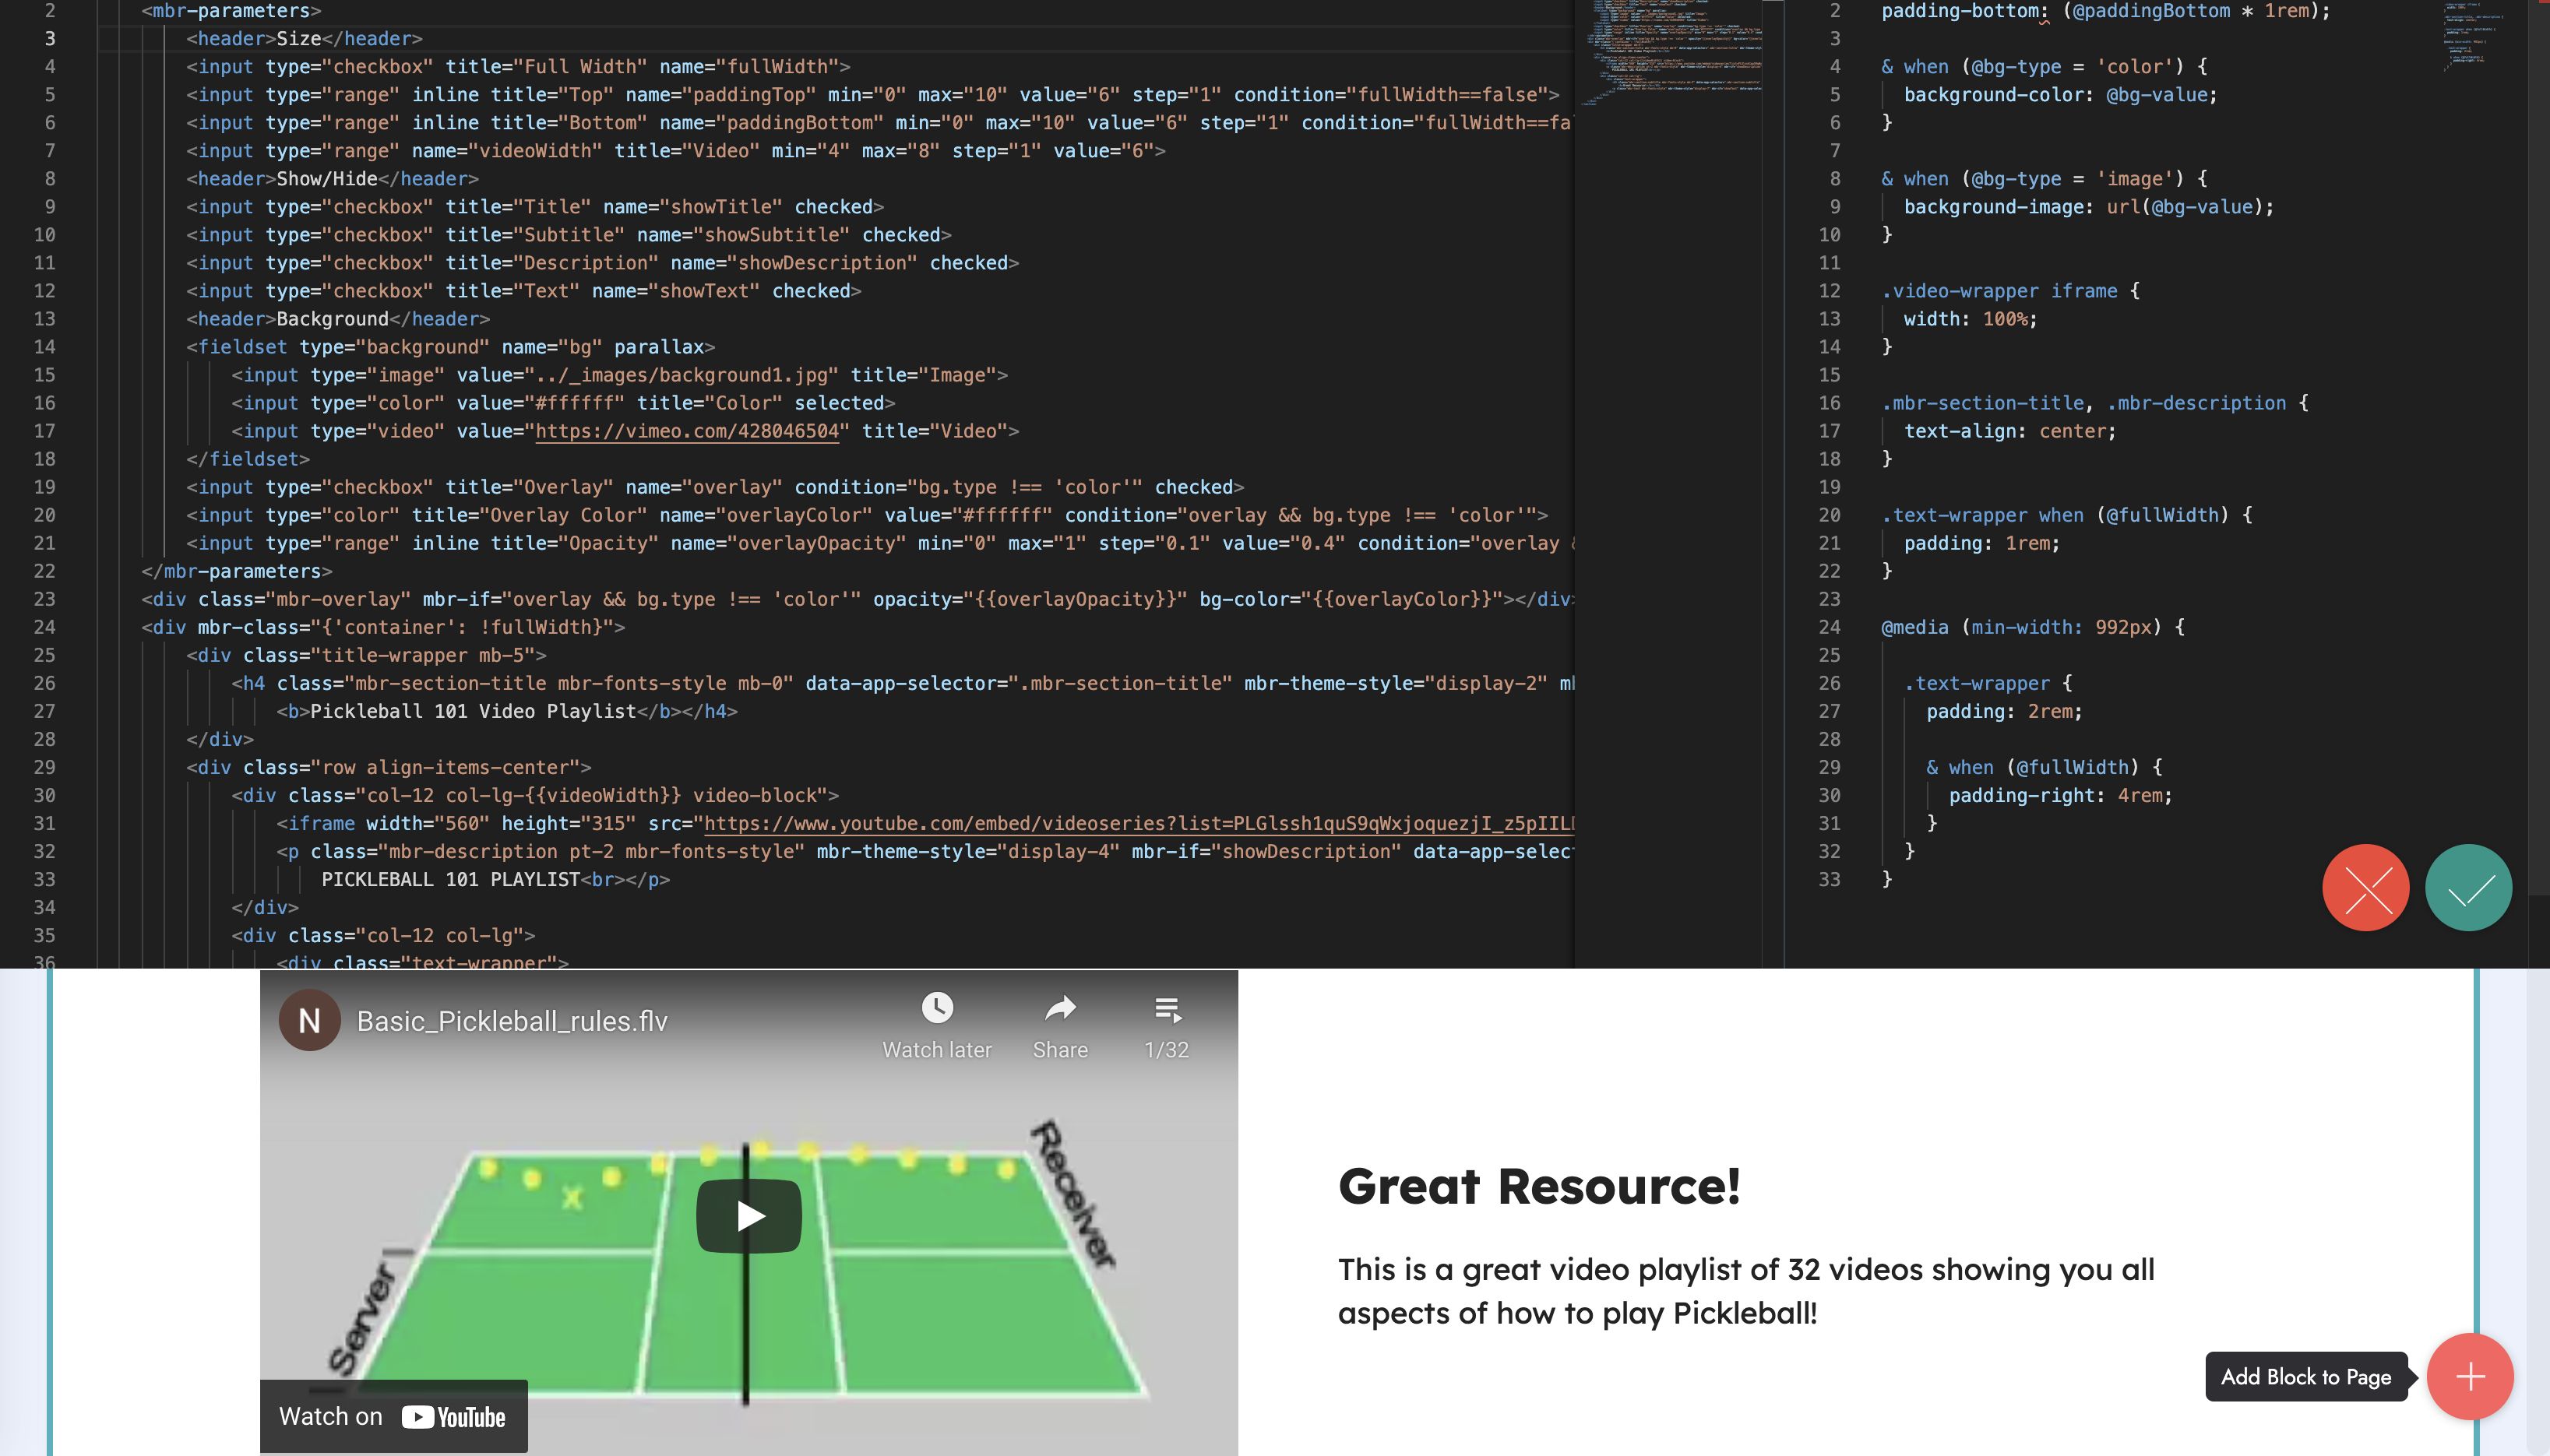 2 <mbr-parameters>
3 <header>Size</header>
4 <input type="checkbox" title="Full Width" name="fullWidth">
5 <input type="range" inline title="Top" name="paddingTop" min="0" max="10" value="6" step="1" condition="fullWidth==false">
6 <input type="range" inline title="Bottom" name="paddingBottom" min="0" max="10" value="6" step="1" condition="fullWidth==fa
7 <input type="range" name="videoWidth" title="Video" min="4" max="8" step="1" value="6">
8 <header>Show/Hide</header>
9 <input type="checkbox" title="Title" name="showTitle" checked>
10 <input type="checkbox" title="Subtitle" name="showSubtitle" checked>
11 <input type="checkbox" title="Description" name="showDescription" checked>
12 <input type="checkbox" title="Text" name="showText" checked>
13 <header>Background</header>
14 <fieldset type="background" name="bg" parallax>
15 <input type="image" value="../_images/background1.jpg" title="Image">
16 <input type="color" value="#ffffff" title="Color" selected>
17 <input type="video" value="https://vimeo.com/428046504" title="Video">
18 </fieldset>
19 <input type="checkbox" title="Overlay" name="overlay" condition="bg.type !== 'color'" checked>
20 <input type="color" title="Overlay Color" name="overlayColor" value="#ffffff" condition="overlay && bg.type !== 'color'">
21 <input type="range" inline title="Opacity" name="overlayOpacity" min="0" max="1" step="0.1" value="0.4" condition="overlay &
22 </mbr-parameters>
23 <div class="mbr-overlay" mbr-if="overlay && bg.type !== 'color'" opacity="{{overlayOpacity}}" bg-color="{{overlayColor}}"></div>
24 <div mbr-class="{'container': !fullWidth}">
25 <div class="title-wrapper mb-5">
26 <h4 class="mbr-section-title mbr-fonts-style mb-0" data-app-selector=".mbr-section-title" mbr-theme-style="display-2" mb
27 <b>Pickleball 101 Video Playlist</b></h4>
28 </div>
29 <div class="row align-items-center">
30 <div class="col-12 col-lg-{{videoWidth}} video-block">
31 <iframe width="560" height="315" src="https://www.youtube.com/embed/videoseries?list=PLGlssh1quS9qWxjoquezjI_z5pIIL
32 <p class="mbr-description pt-2 mbr-fonts-style" mbr-theme-style="display-4" mbr-if="showDescription" data-app-selec
33 PICKLEBALL 101 PLAYLIST<br></p>
34 </div>
35 <div class="col-12 col-lg">
36 <div class="text-wrapper">
2 padding-bottom: (@paddingBottom * 1rem);
3
4 & when (@bg-type = 'color') {
5 background-color: @bg-value;
6 }
7
8 & when (@bg-type = 'image') {
9 background-image: url(@bg-value);
10 }
11
12 .video-wrapper iframe {
13 width: 100%;
14 }
15
16 .mbr-section-title, .mbr-description {
17 text-align: center;
18 }
19
20 .text-wrapper when (@fullWidth) {
21 padding: 1rem;
22 }
23
24 @media (min-width: 992px) {
25
26 .text-wrapper {
27 padding: 2rem;
28
29 & when (@fullWidth) {
30 padding-right: 4rem;
31 }
32 }
33 }
N Basic_Pickleball_rules.flv
Watch later Share 1/32
Receiver
Server
X
Watch on YouTube
Great Resource!
This is a great video playlist of 32 videos showing you all
aspects of how to play Pickleball!
Add Block to Page